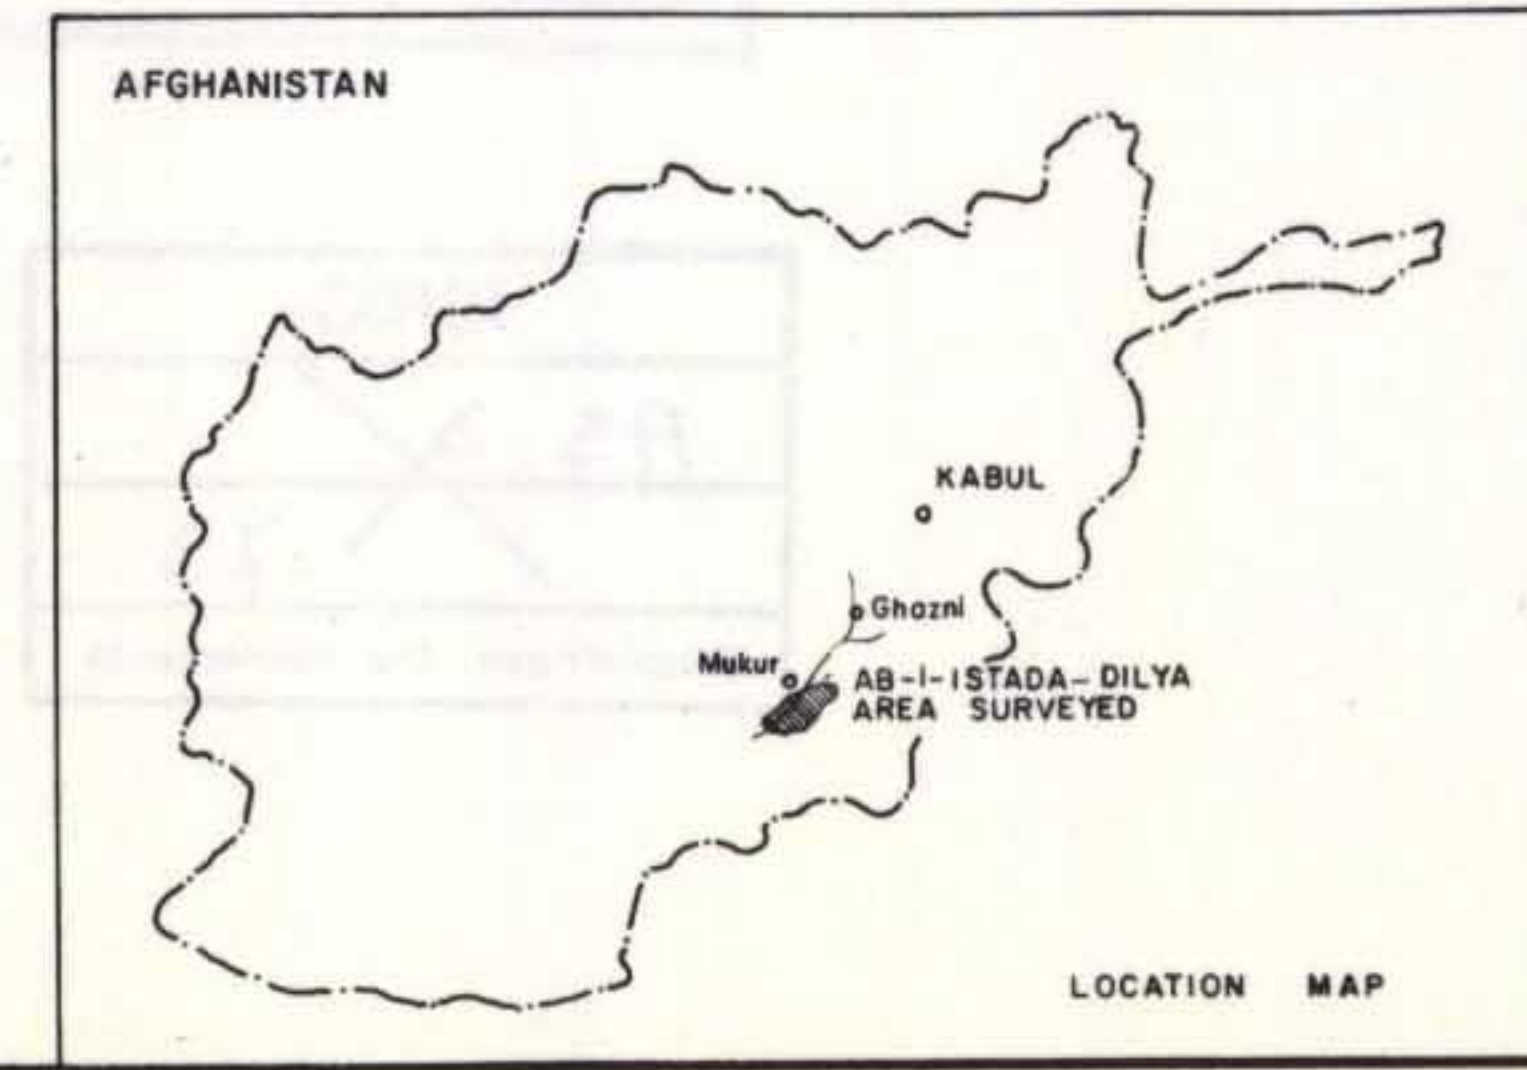 AFGHANISTAN
KABUL
Ghazni
Mukur
AB-I-ISTADA-DILYA
AREA SURVEYED
LOCATION MAP